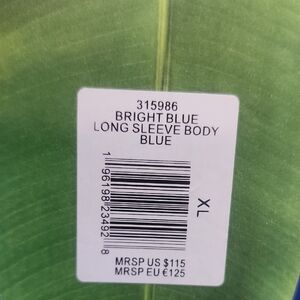 315986
BRIGHT BLUE
LONG SLEEVE BODY
BLUE
1 96198 23492 8
XL
MRSP US $115
MRSP EU €125